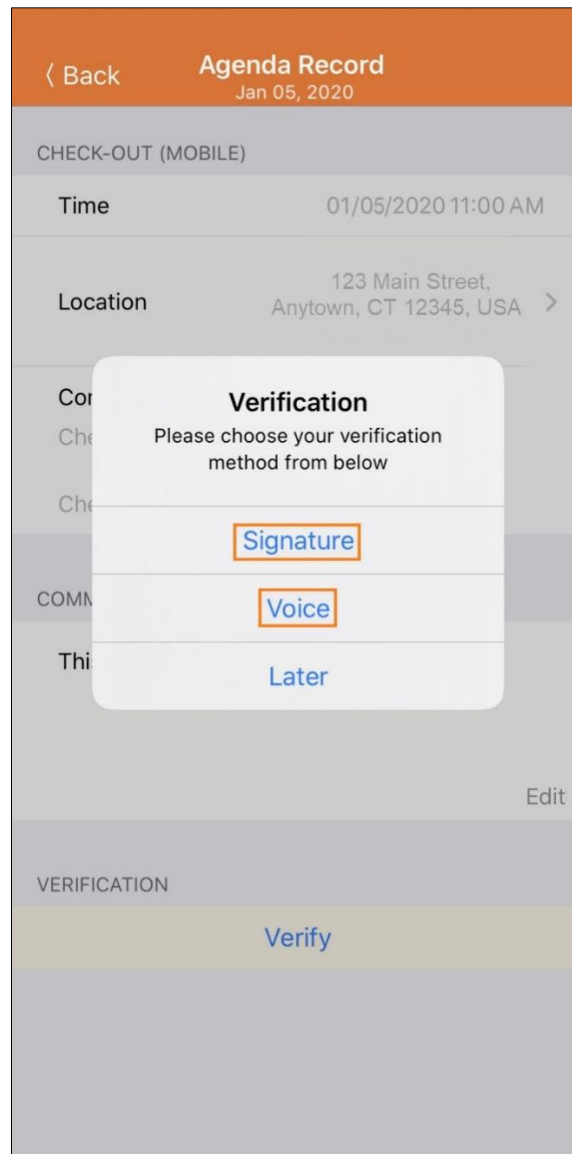 Back
Agenda Record
Jan 05, 2020
CHECK-OUT (MOBILE)
Time 01/05/2020 11:00 AM
123 Main Street,
Location Anytown, CT 12345, USA
Verification
Please choose your verification
method from below
Signature
Voice
Later
Edit
VERIFICATION
Verify